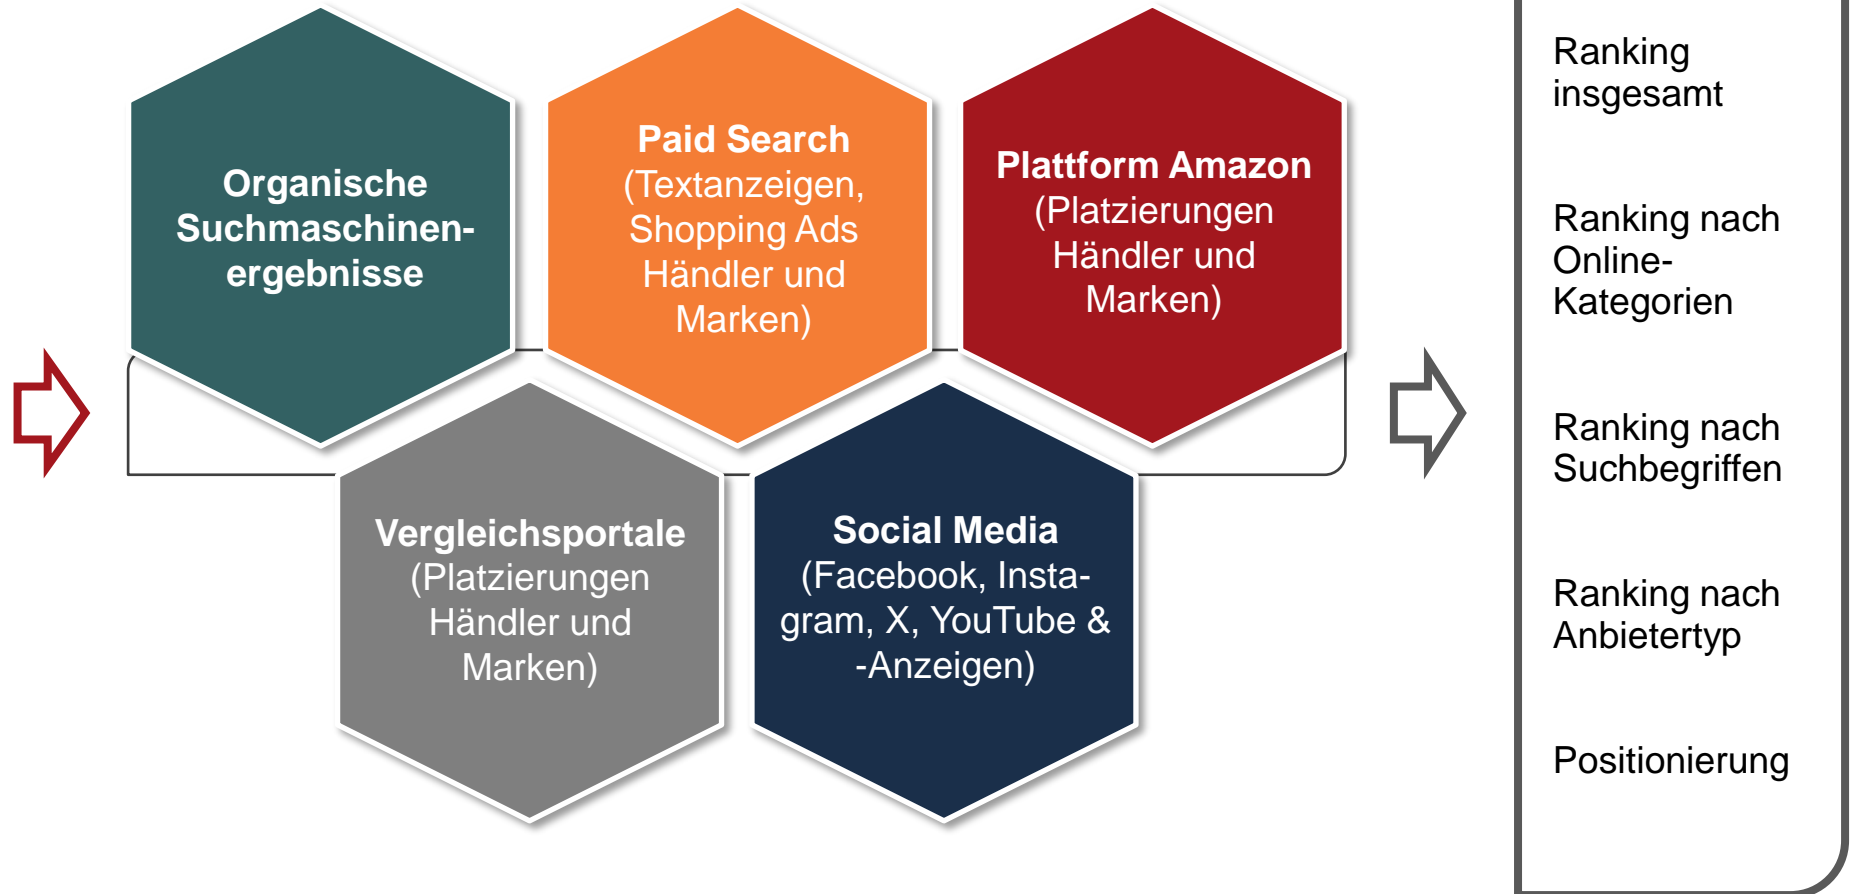 Organische
Suchmaschinen-
ergebnisse
Paid Search
(Textanzeigen,
Shopping Ads
Händler und
Marken)
Plattform Amazon
(Platzierungen
Händler und
Marken)
Vergleichsportale
(Platzierungen
Händler und
Marken)
Social Media
(Facebook, Insta-
gram, X, YouTube &
-Anzeigen)
Ranking
insgesamt
Ranking nach
Online-
Kategorien
Ranking nach
Suchbegriffen
Ranking nach
Anbietertyp
Positionierung